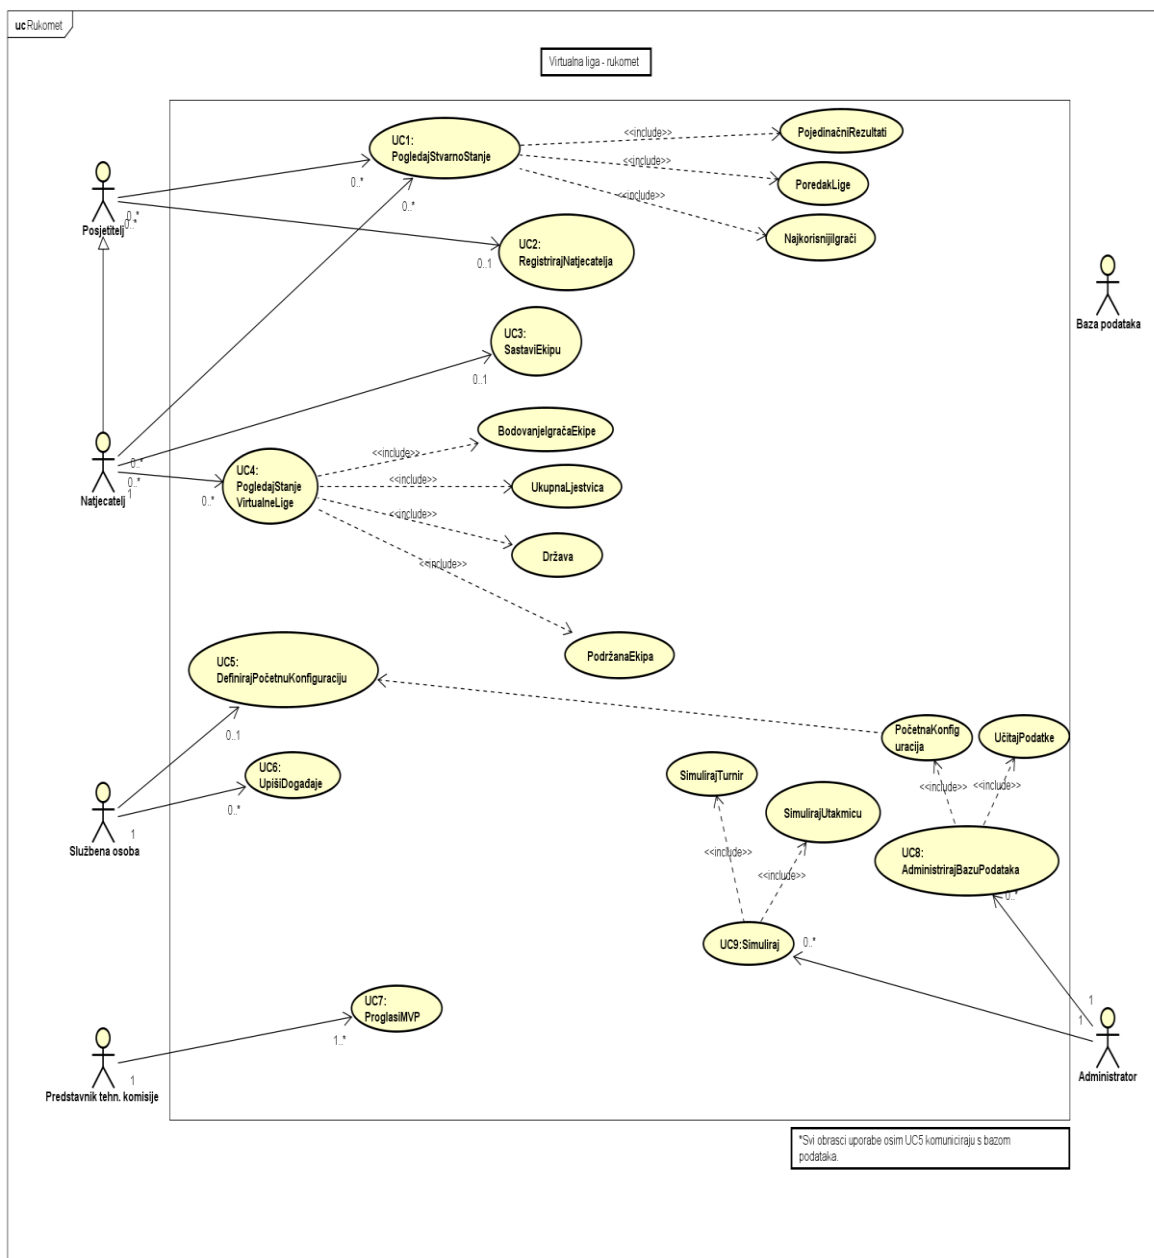 uc Rukomet
Virtualna liga - rukomet
UC1:
PogledajStvarnoStanje
<<include>>
PojedinačniRezultati
<<include>>
PoredakLige
<<include>>
NajkorisnijiIgrači
0..*
0..*
Posjetitelj
0..*
0..*
UC2:
RegistrirajNatjecatelja
0..1
Baza podataka
UC3:
SastaviEkipu
0..1
BodovanjeIgračaEkipe
<<include>>
Natjecatelj
0..*
0..*
1
UC4:
PogledajStanje
VirtualneLige
0..*
<<include>>
UkupnaLjestvica
<<include>>
Država
<<include>>
PodržanaEkipa
UC5:
DefinirajPočetnuKonfiguraciju
0..1
PočetnaKonfig
uracija
UčitajPodatke
<<include>>
<<include>>
UC6:
UpišiDogađaje
0..*
Službena osoba
1
SimulirajTurnir
SimulirajUtakmicu
<<include>>
<<include>>
UC8:
AdministrirajBazuPodataka
0..*
UC9:Simuliraj
0..*
UC7:
ProglasiMVP
1..*
Predstavnik tehn. komisije
1
1
1
Administrator
*Svi obrasci uporabe osim UC5 komuniciraju s bazom
podataka.